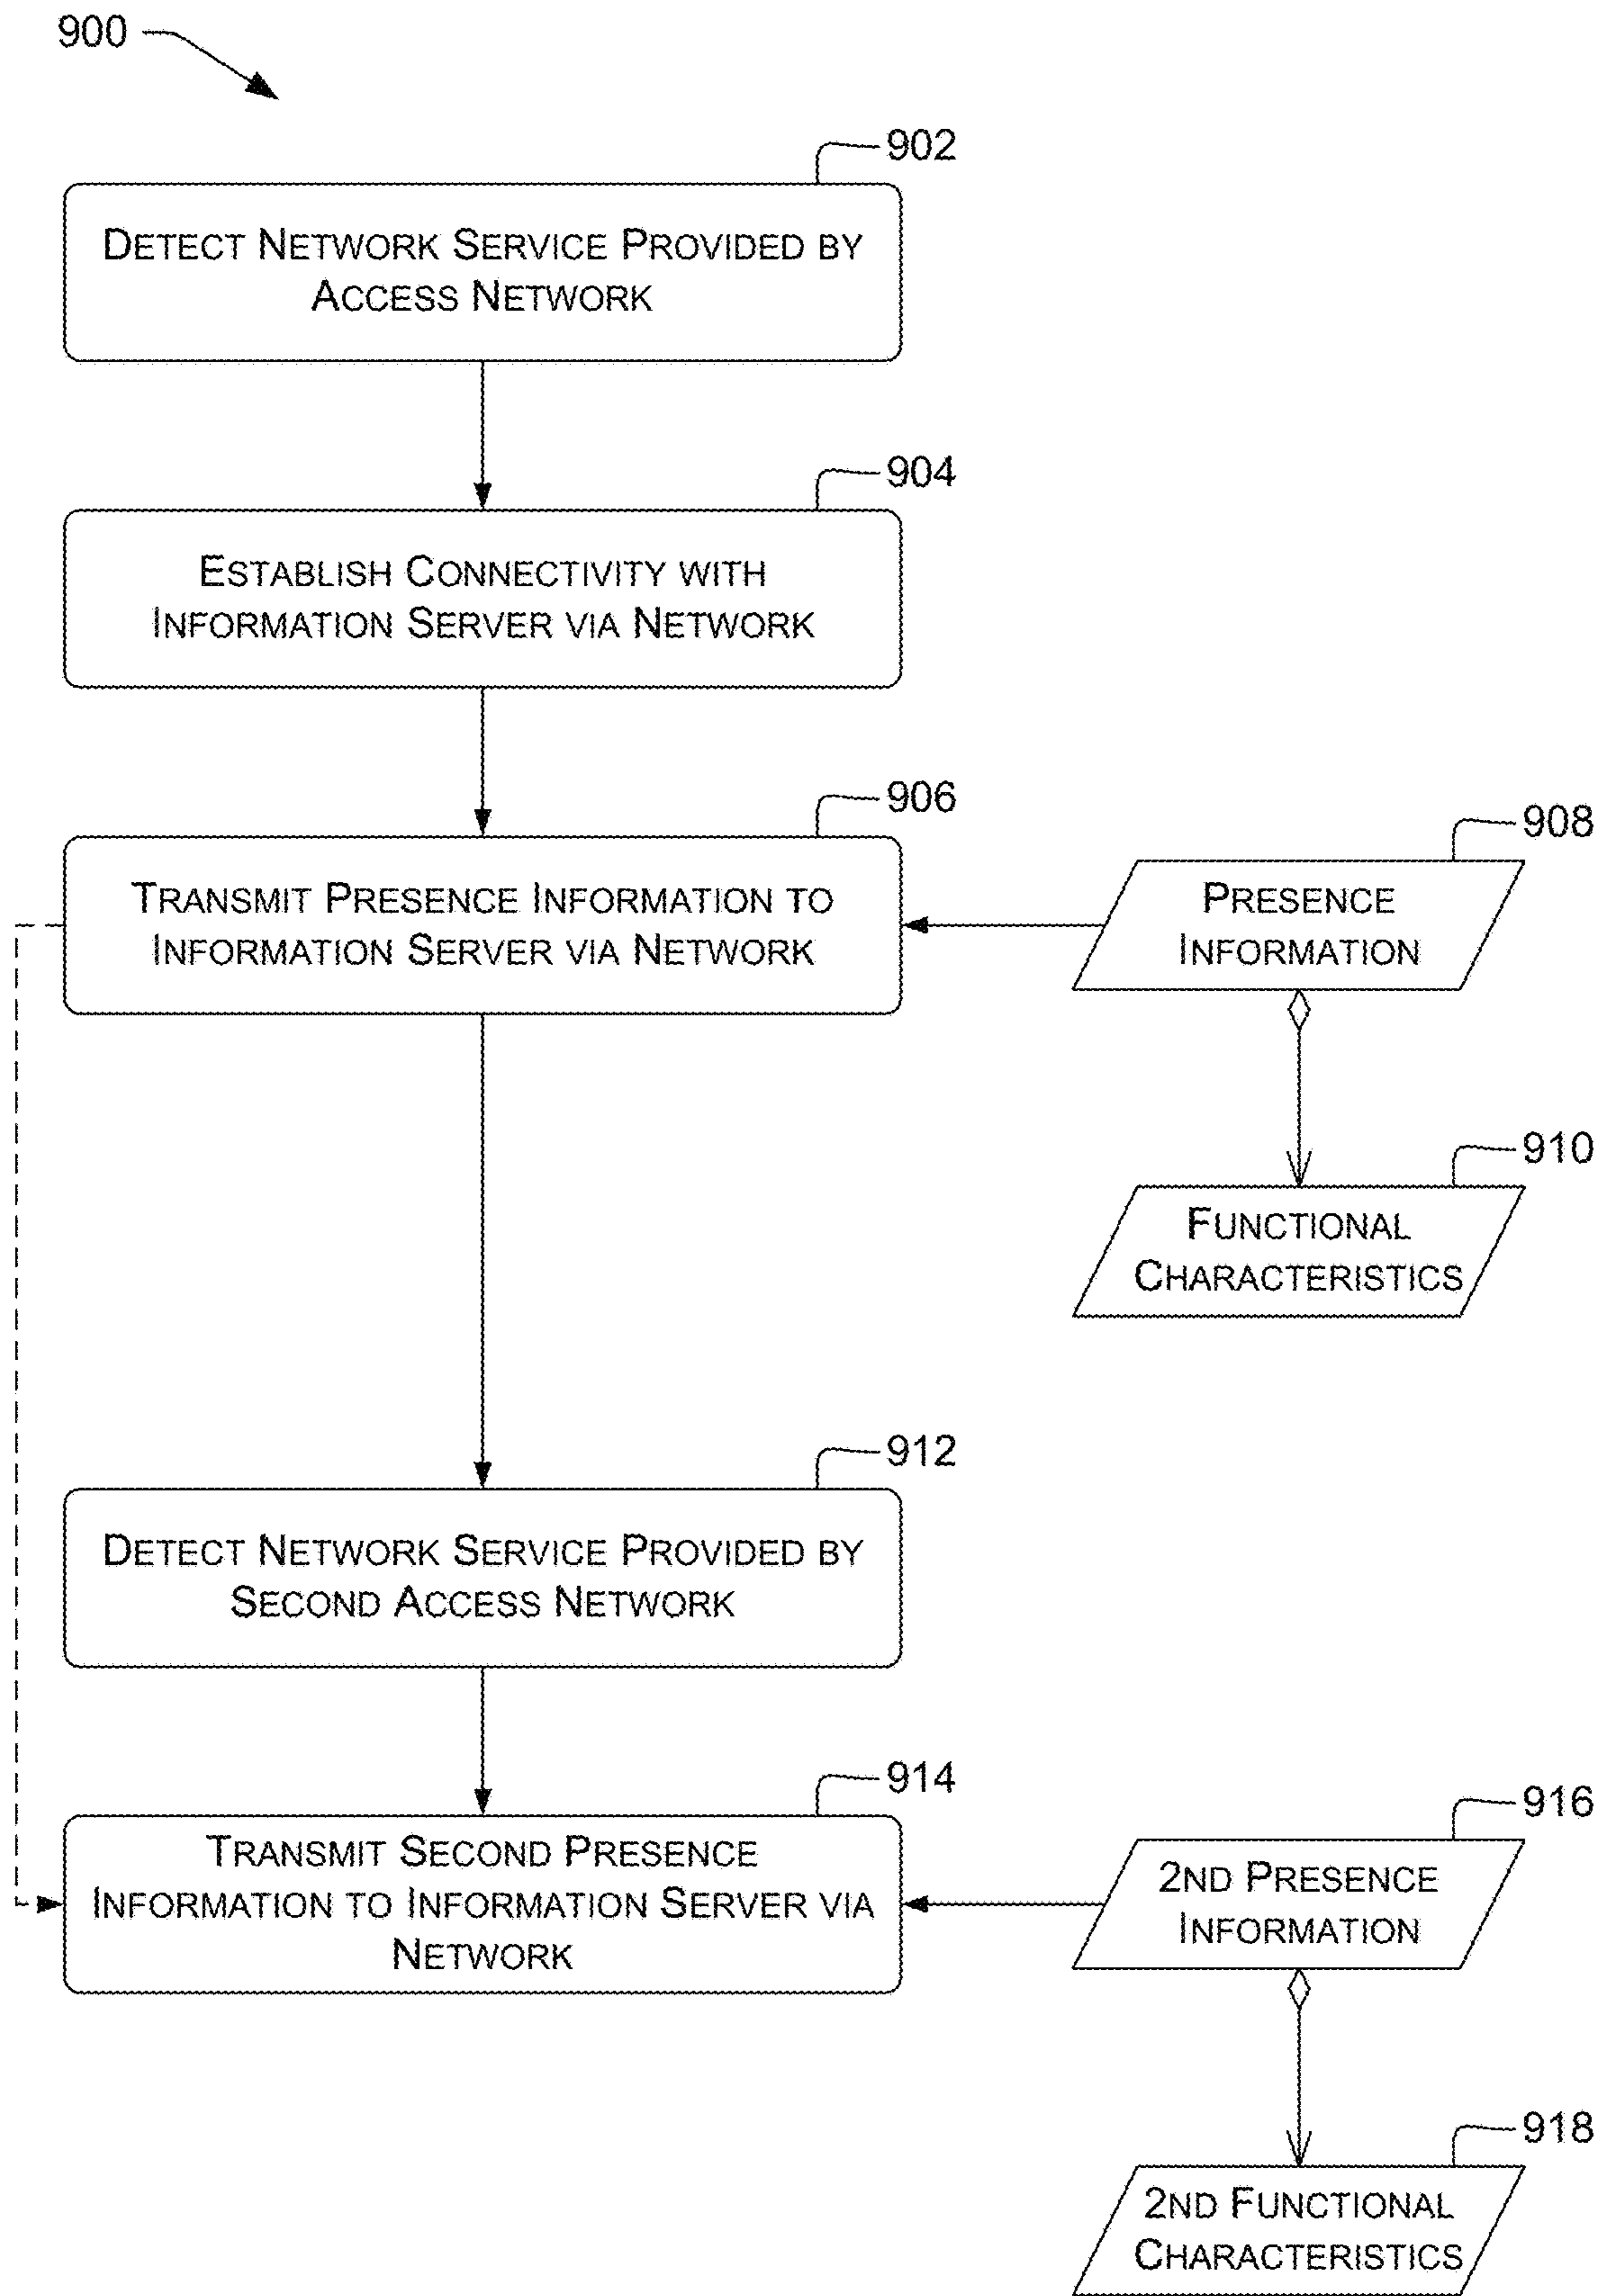 900
902
DETECT NETWORK SERVICE PROVIDED BY
ACCESS NETWORK
904
ESTABLISH CONNECTIVITY WITH
INFORMATION SERVER VIA NETWORK
906
TRANSMIT PRESENCE INFORMATION TO
INFORMATION SERVER VIA NETWORK
908
PRESENCE
INFORMATION
910
FUNCTIONAL
CHARACTERISTICS
912
DETECT NETWORK SERVICE PROVIDED BY
SECOND ACCESS NETWORK
914
TRANSMIT SECOND PRESENCE
INFORMATION TO INFORMATION SERVER VIA
NETWORK
916
2ND PRESENCE
INFORMATION
918
2ND FUNCTIONAL
CHARACTERISTICS